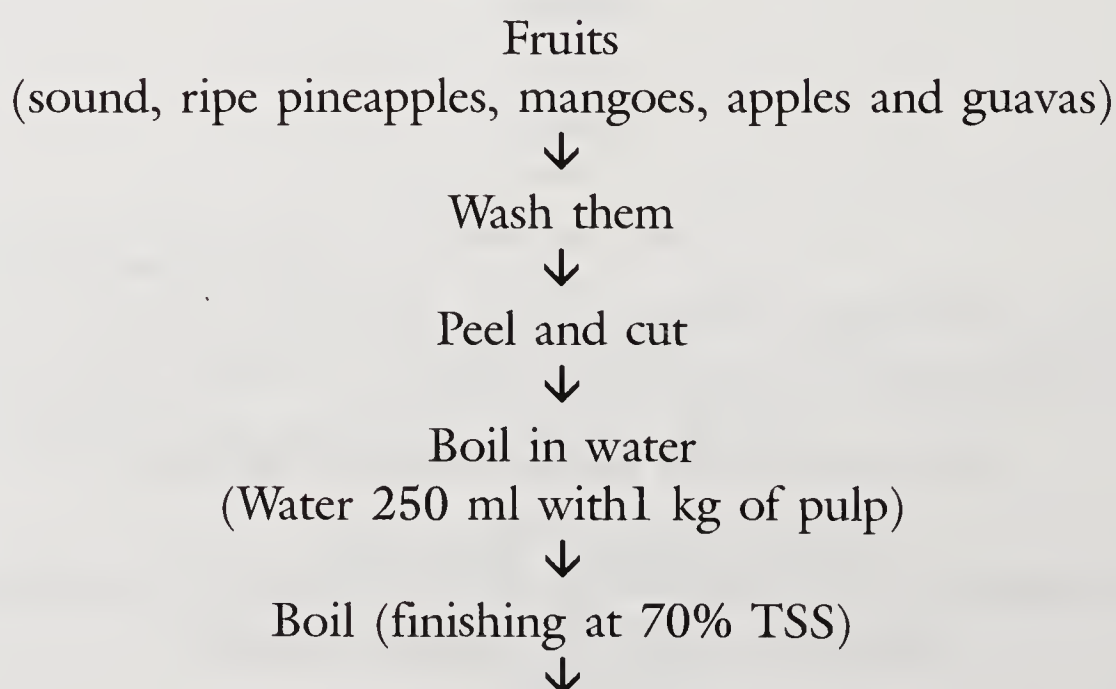 Fruits
(sound, ripe pineapples, mangoes, apples and guavas)
↓
Wash them
↓
Peel and cut
↓
Boil in water
(Water 250 ml with1 kg of pulp)
↓
Boil (finishing at 70% TSS)
↓